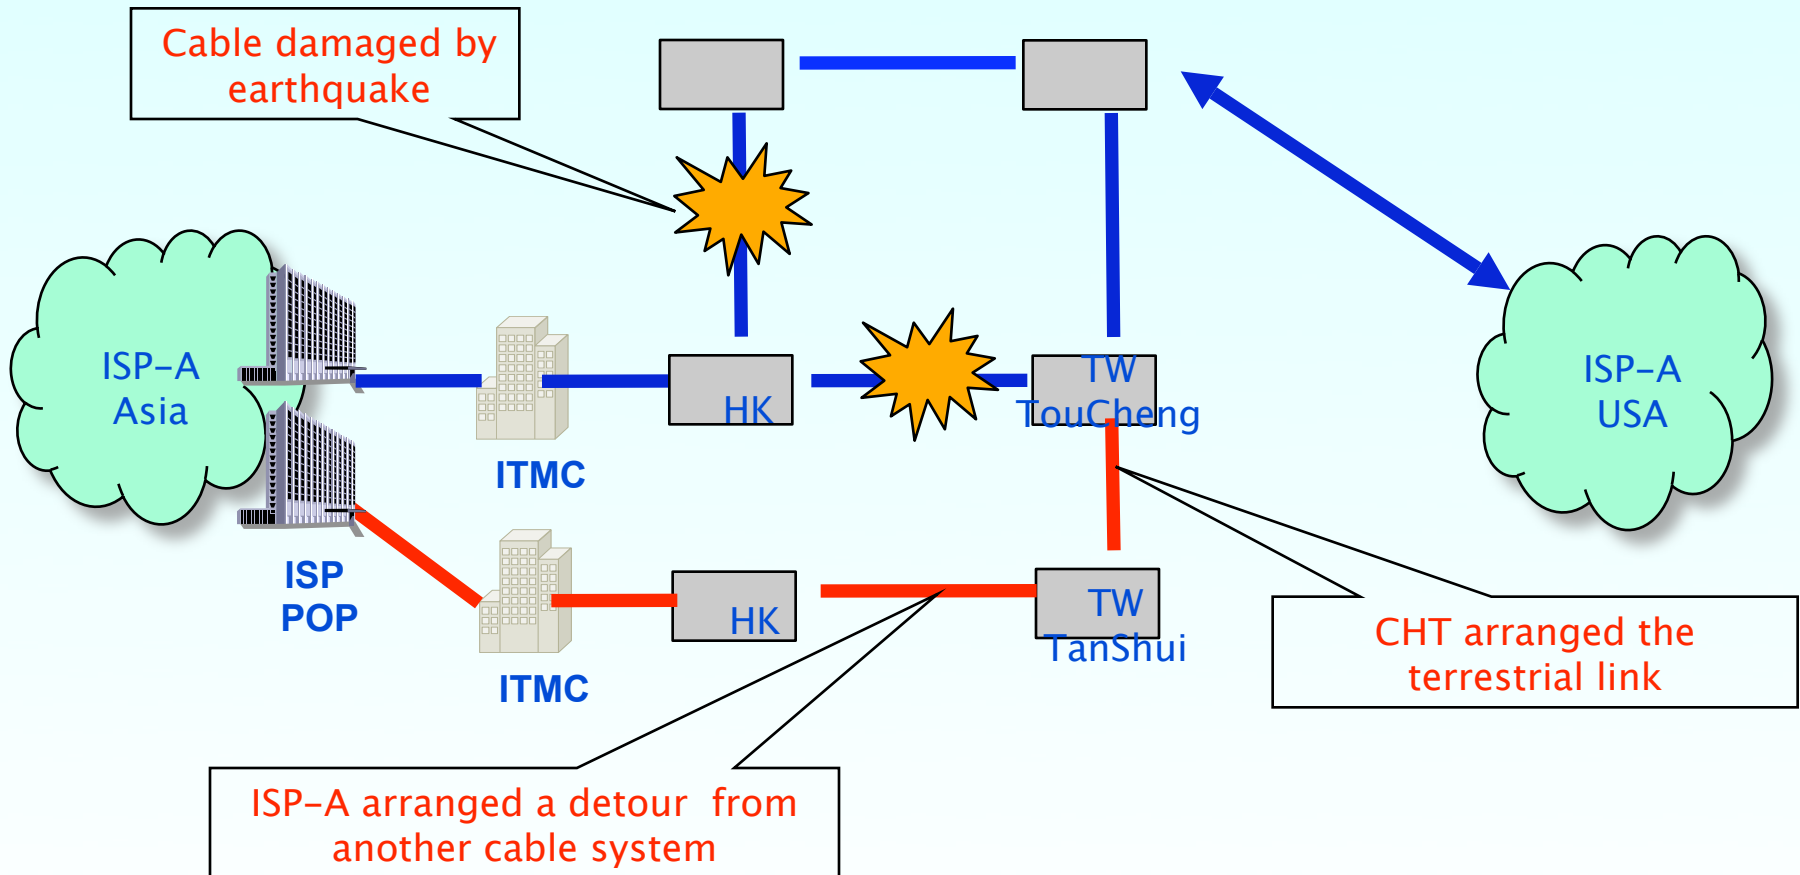 Cable damaged by
earthquake
ISP–A
Asia
HK
TW
TouCheng
ISP–A
USA
ITMC
ISP
POP
HK
TW
TanShui
ITMC
CHT arranged the
terrestrial link
ISP–A arranged a detour  from
another cable system